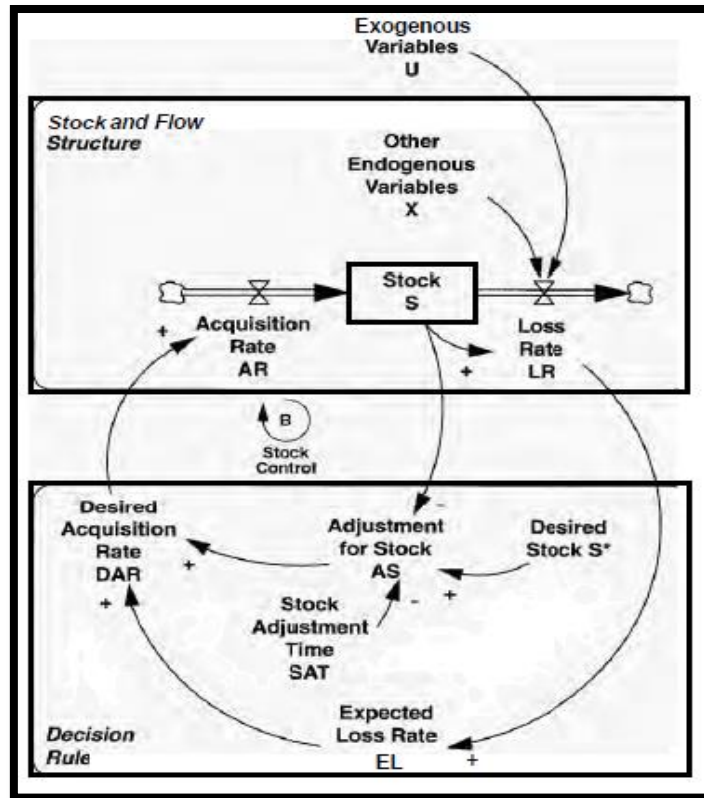 Exogenous
Variables
U
Stock and Flow
Structure
Other
Endogenous
Variables
X
Stock
S
+
Acquisition
Rate
AR
Loss
Rate
LR
+
B
Stock
Control
Desired
Acquisition
Rate
DAR
+
+
-
Adjustment
for Stock
AS
Desired
Stock S*
-
+
Stock
Adjustment
Time
SAT
Expected
Loss Rate
EL
+
Decision
Rule